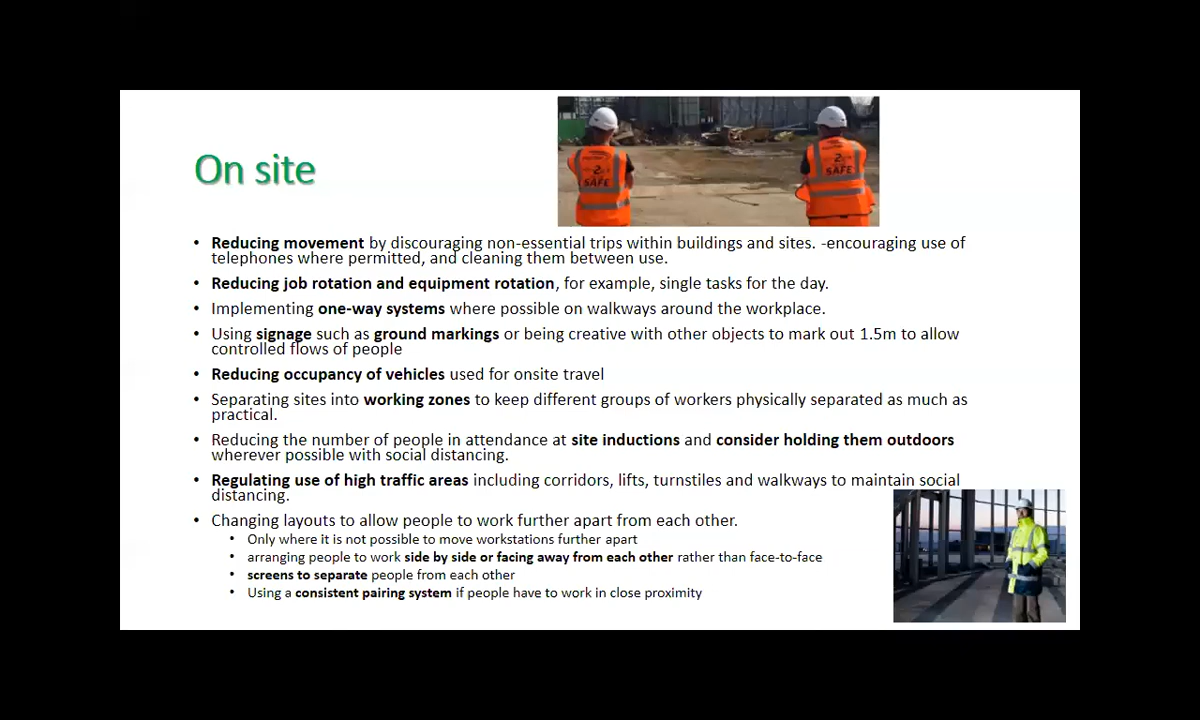 On site
2
SAFE
2
SAFE
• Reducing movement by discouraging non-essential trips within buildings and sites. -encouraging use of
telephones where permitted, and cleaning them between use.
• Reducing job rotation and equipment rotation, for example, single tasks for the day.
• Implementing one-way systems where possible on walkways around the workplace.
• Using signage such as ground markings or being creative with other objects to mark out 1.5m to allow
controlled flows of people
• Reducing occupancy of vehicles used for onsite travel
• Separating sites into working zones to keep different groups of workers physically separated as much as
practical.
• Reducing the number of people in attendance at site inductions and consider holding them outdoors
wherever possible with social distancing.
• Regulating use of high traffic areas including corridors, lifts, turnstiles and walkways to maintain social
distancing.
• Changing layouts to allow people to work further apart from each other.
• Only where it is not possible to move workstations further apart
• arranging people to work side by side or facing away from each other rather than face-to-face
• screens to separate people from each other
• Using a consistent pairing system if people have to work in close proximity